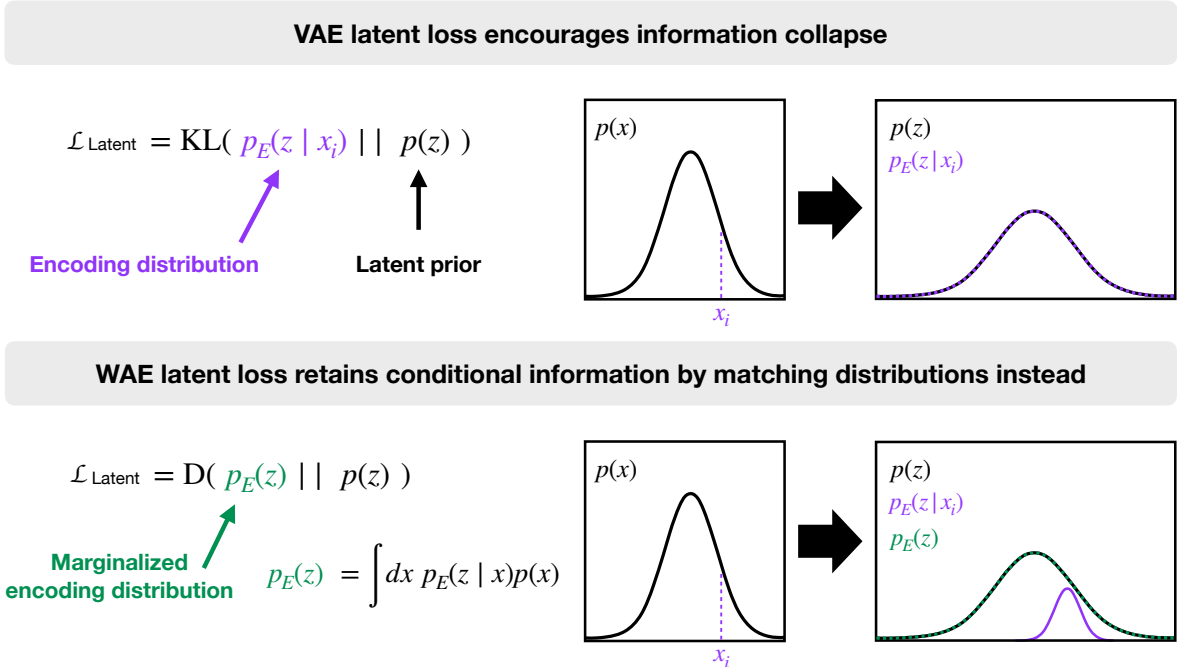 VAE latent loss encourages information collapse
ℒ Latent = KL( p_E(z | x_i) | | p(z) )
Encoding distribution
Latent prior
p(x)
x_i
p(z)
p_E(z|x_i)
WAE latent loss retains conditional information by matching distributions instead
ℒ Latent = D( p_E(z) | | p(z) )
Marginalized
encoding distribution
p_E(z) = ∫dx p_E(z | x)p(x)
p(x)
x_i
p(z)
p_E(z|x_i)
p_E(z)